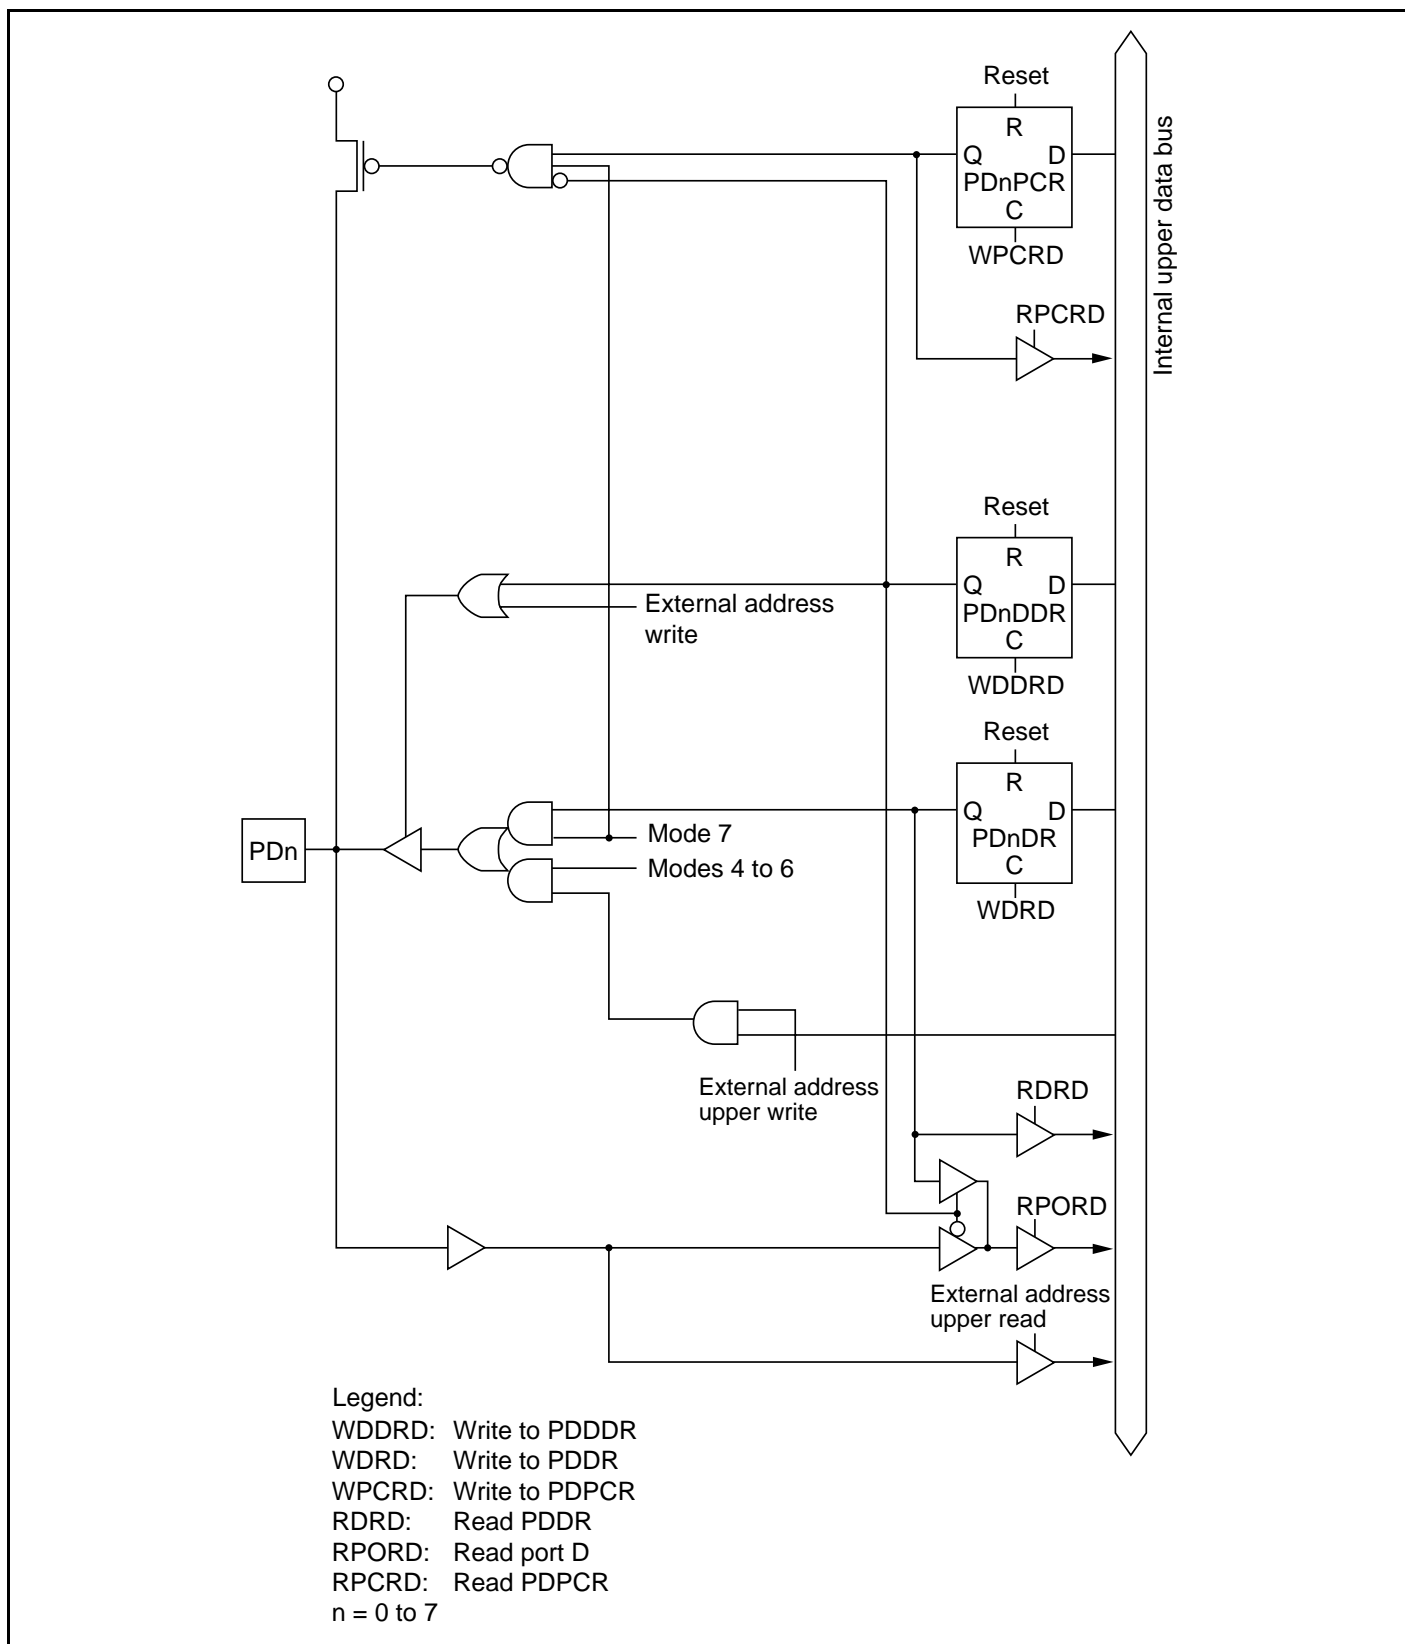 Reset
R
Q D
PDnPCR
C
WPCRD
Internal upper data bus
RPCRD
Reset
R
Q D
PDnDDR
C
WDDRD
External address
write
Reset
R
Q D
PDnDR
C
WDRD
Mode 7
PDn
Modes 4 to 6
External address
upper write
RDRD
RPORD
External address
upper read
Legend:
WDDRD: Write to PDDDR
WDRD: Write to PDDR
WPCRD: Write to PDPCR
RDRD: Read PDDR
RPORD: Read port D
RPCRD: Read PDPCR
n = 0 to 7